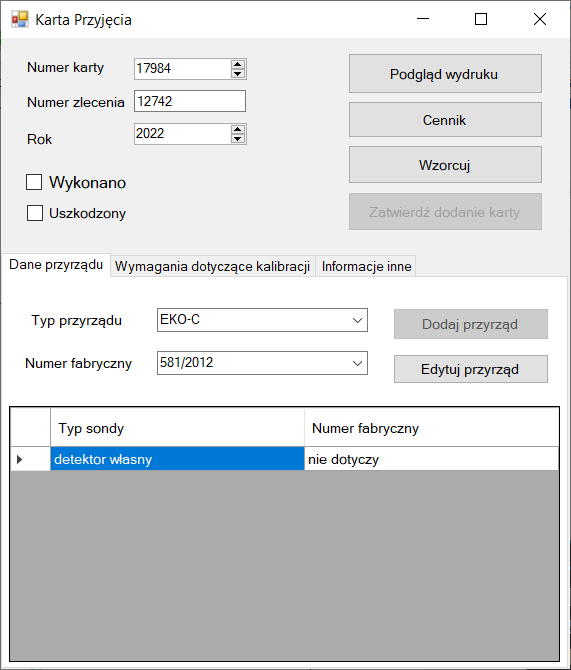 Karta Przyjęcia
Numer karty 17984 Podgląd wydruku
Numer zlecenia 12742 Cennik
Rok 2022 Wzorcuj
Wykonano
Uszkodzony Zatwierdź dodanie karty
Dane przyrządu Wymagania dotyczące kalibracji Informacje inne
Typ przyrządu EKO-C Dodaj przyrząd
Numer fabryczny 581/2012 Edytuj przyrząd
Typ sondy Numer fabryczny
detektor własny nie dotyczy